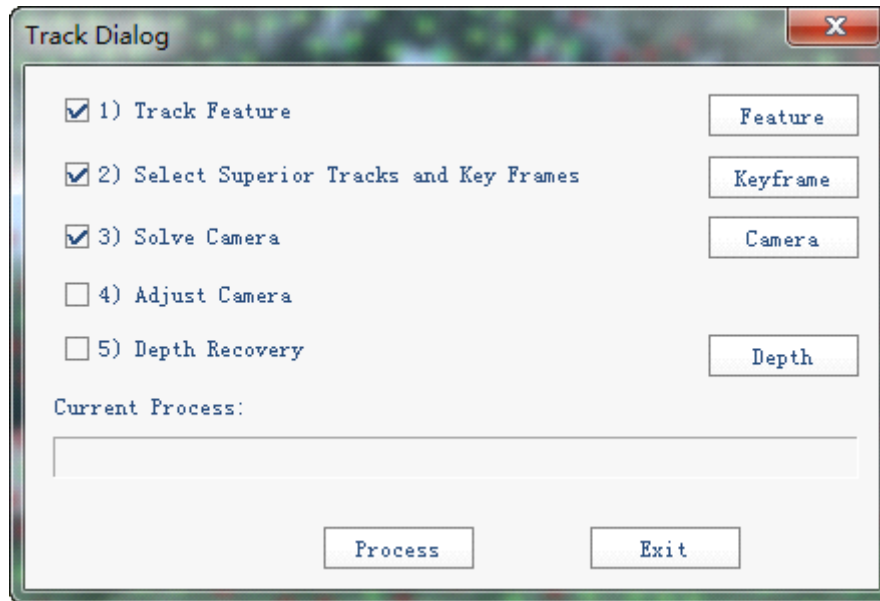 Track Dialog
1) Track Feature
Feature
2) Select Superior Tracks and Key Frames
Keyframe
3) Solve Camera
Camera
4) Adjust Camera
5) Depth Recovery
Depth
Current Process:
Process
Exit